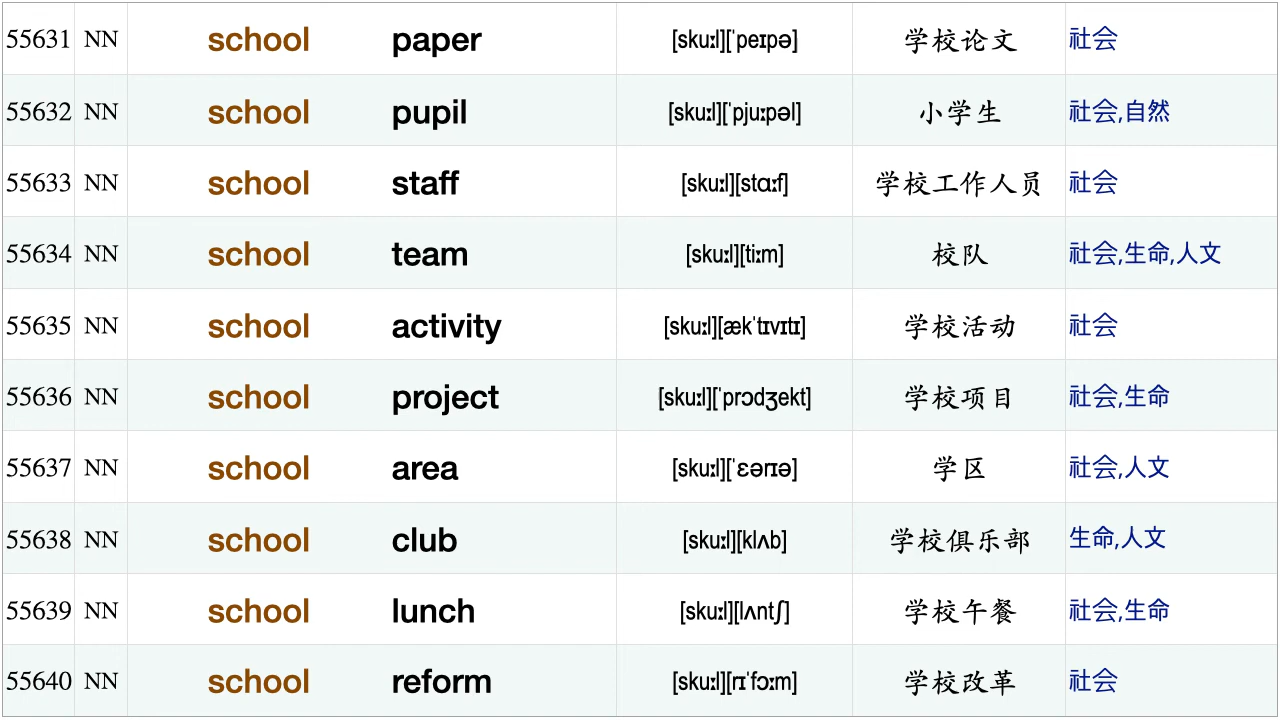 55631 NN school paper [skuːl][ˈpeɪpə] 学校论文 社会
55632 NN school pupil [skuːl][ˈpjuːpəl] 小学生 社会,自然
55633 NN school staff [skuːl][stɑːf] 学校工作人员 社会
55634 NN school team [skuːl][tiːm] 校队 社会,生命,人文
55635 NN school activity [skuːl][ækˈtɪvɪtɪ] 学校活动 社会
55636 NN school project [skuːl][ˈprɔdʒekt] 学校项目 社会,生命
55637 NN school area [skuːl][ˈɛərɪə] 学区 社会,人文
55638 NN school club [skuːl][klʌb] 学校俱乐部 生命,人文
55639 NN school lunch [skuːl][lʌntʃ] 学校午餐 社会,生命
55640 NN school reform [skuːl][rɪˈfɔːm] 学校改革 社会